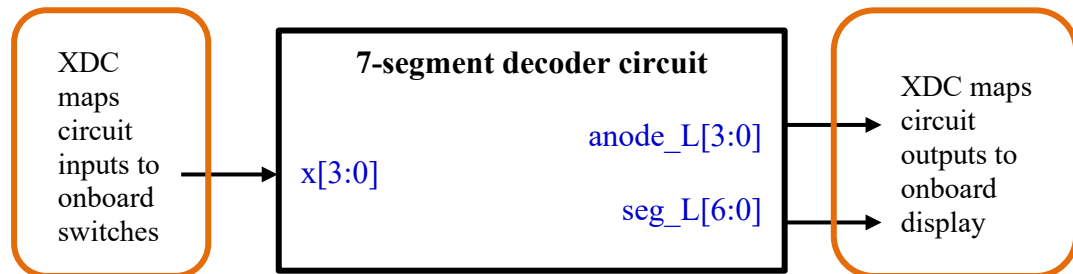 XDC
maps
circuit
inputs to
onboard
switches
7-segment decoder circuit
x[3:0]
anode_L[3:0]
seg_L[6:0]
XDC maps
circuit
outputs to
onboard
display